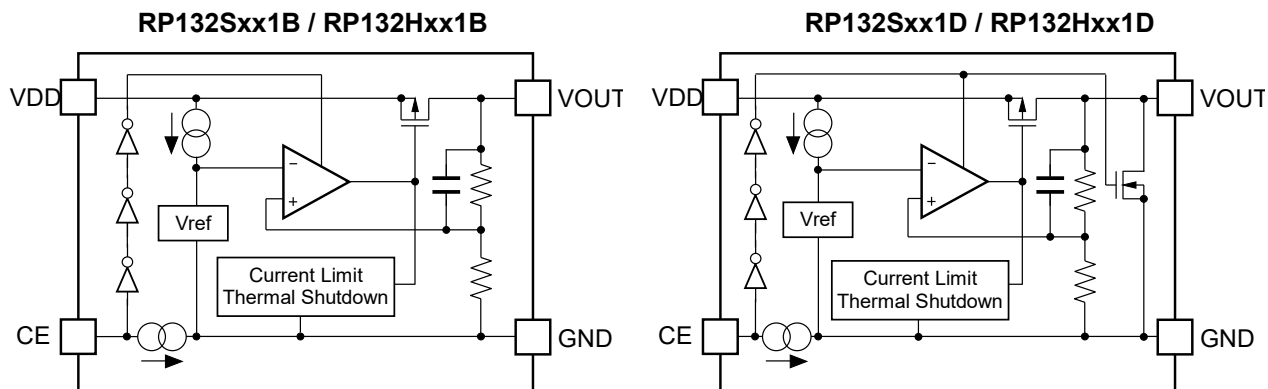 RP132Sxx1B / RP132Hxx1B
VDD
VOUT
−
+
Vref
Current Limit
Thermal Shutdown
CE
GND
RP132Sxx1D / RP132Hxx1D
VDD
VOUT
−
+
Vref
Current Limit
Thermal Shutdown
CE
GND